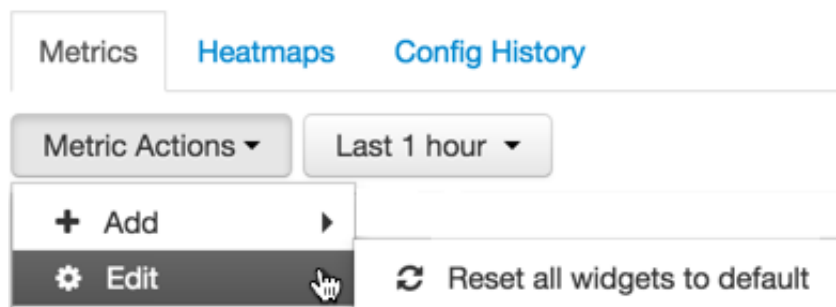 Metrics Heatmaps Config History
Metric Actions Last 1 hour
Add
Edit Reset all widgets to default